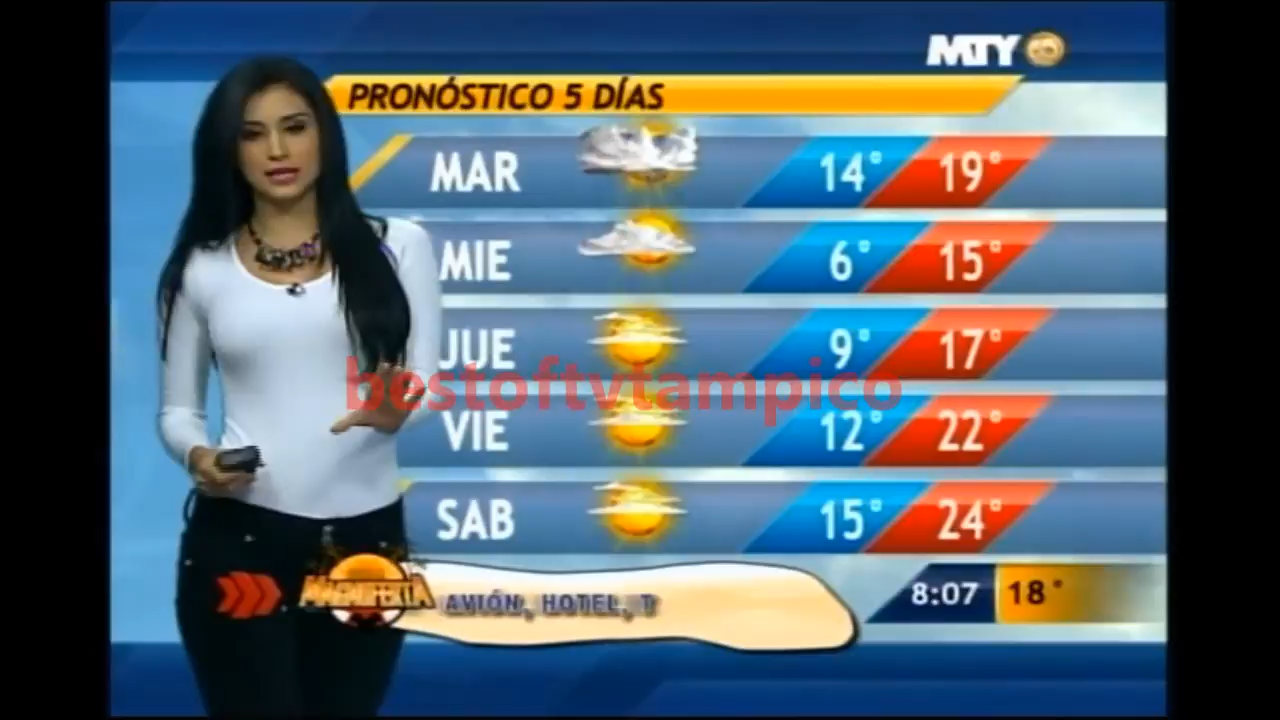 MTY
PRONÓSTICO 5 DÍAS
MAR 14° 19°
MIE 6° 15°
JUE 9° 17°
bestoftvtampico
VIE 12° 22°
SAB 15° 24°
AVIÓN, HOTEL, T
8:07 18°